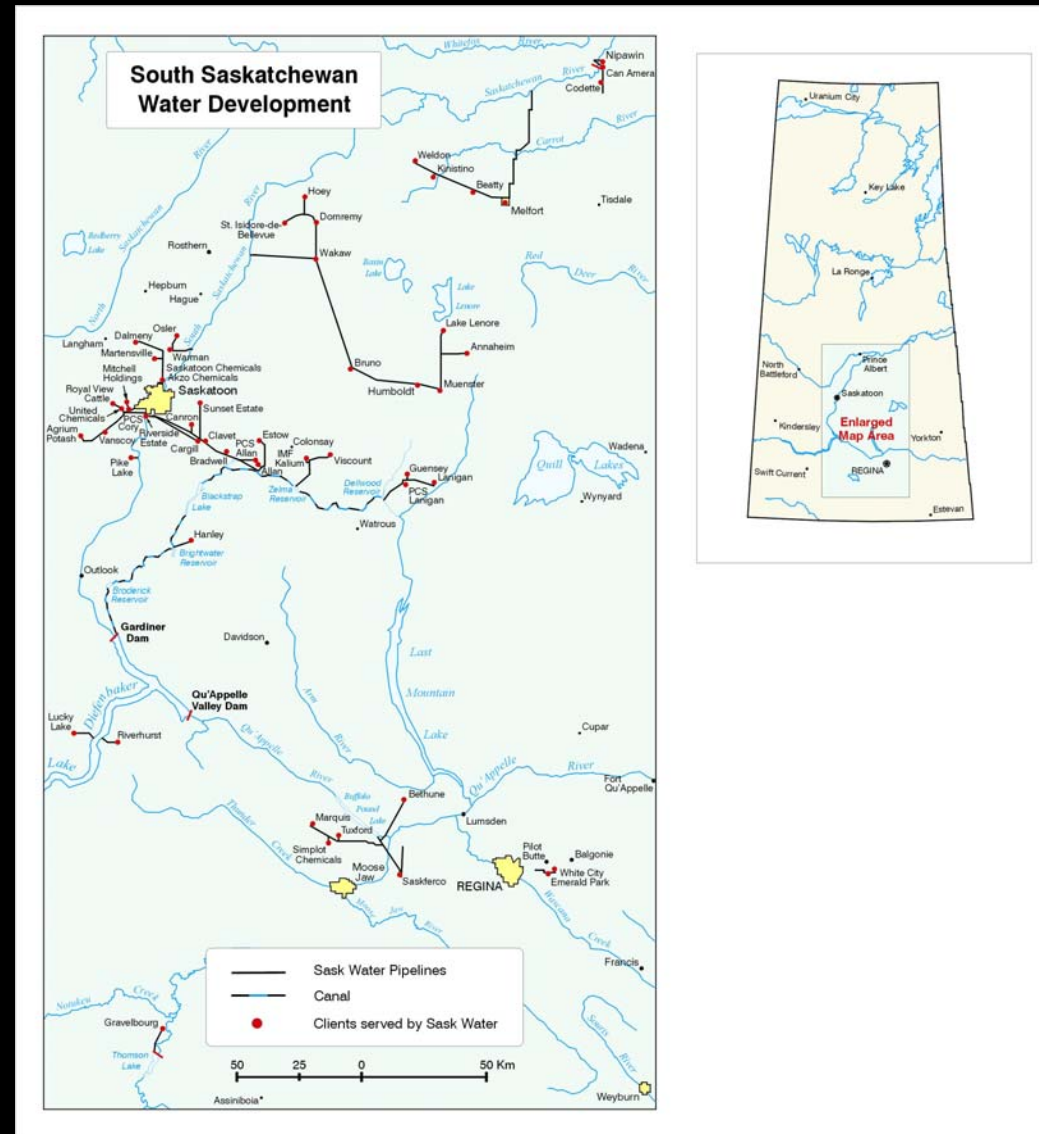 South Saskatchewan
Water Development
Whitefox River
Nipawin
Can Amera
Codette
Saskatchewan River
Carrot River
Weldon
Kinistino
Beatty
Melfort
Tisdale
Hoey
St. Isidore-de-
Bellevue
Domremy
Wakaw
North Saskatchewan River
South Saskatchewan River
Redberry
Lake
Rosthern
Hepburn
Hague
Basin
Lake
Lake
Lenore
Red Deer River
Lake Lenore
Annaheim
Bruno
Humboldt
Muenster
Langham
Dalmeny
Osler
Martensville
Warman
Mitchell
Holdings
Saskatoon Chemicals
Akzo Chemicals
Royal View
Cattle
Saskatoon
United
Chemicals
PCS
Cory
Riverside
Estate
Canron
Sunset Estate
Agrium
Potash
Vanscoy
Cargill
Clavet
Bradwell
PCS
Allan
Estow
Allan
Colonsay
IMF
Kalium
Viscount
Pike
Lake
Blackstrap
Lake
Zelma
Reservoir
Dellwood
Reservoir
Guernsey
Lanigan
PCS
Lanigan
Watrous
Quill Lakes
Wadena
Wynyard
Hanley
Brightwater
Reservoir
Outlook
Broderick
Reservoir
Gardiner
Dam
Davidson
Qu'Appelle
Valley Dam
Lake Diefenbaker
Lucky
Lake
Riverhurst
Arm River
Last
Mountain
Lake
Cupar
Qu'Appelle River
Qu'Appelle River
Fort
Qu'Appelle
Thunder Creek
Buffalo
Pound
Lake
Bethune
Lumsden
Marquis
Tuxford
Simplot
Chemicals
Moose
Jaw
Saskferco
REGINA
Pilot
Butte
Balgonie
White City
Emerald Park
Moose Jaw River
Wascana Creek
Francis
Souris River
Weyburn
Notukeu Creek
Gravelbourg
Thomson
Lake
Assiniboia
Sask Water Pipelines
Canal
Clients served by Sask Water
50 25 0 50 Km
Uranium City
Key Lake
La Ronge
North
Battleford
Prince
Albert
Saskatoon
Kindersley
Enlarged
Map Area
Yorkton
Swift Current
REGINA
Estevan